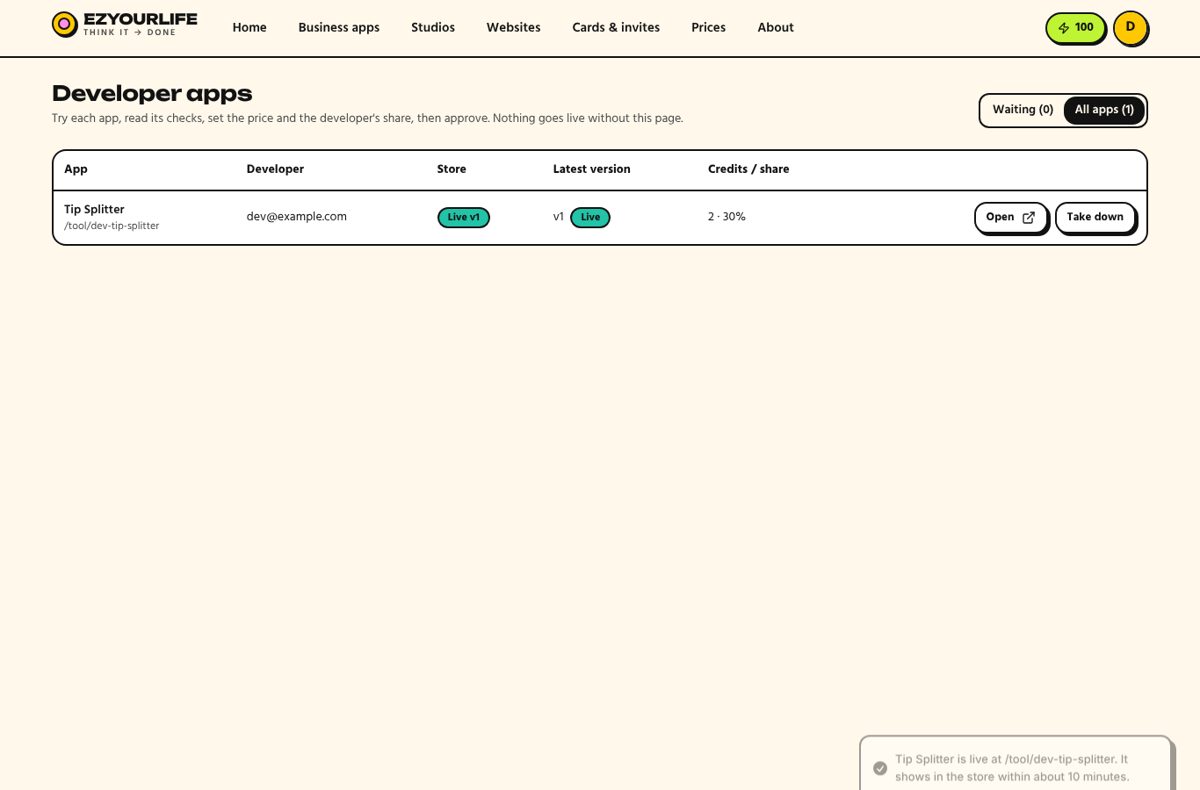 EZYOURLIFE
THINK IT → DONE
Home
Business apps
Studios
Websites
Cards & invites
Prices
About
100
D
Developer apps
Try each app, read its checks, set the price and the developer's share, then approve. Nothing goes live without this page.
Waiting (0)
All apps (1)
App
Developer
Store
Latest version
Credits / share
Tip Splitter
/tool/dev-tip-splitter
dev@example.com
Live v1
v1
Live
2 · 30%
Open
Take down
Tip Splitter is live at /tool/dev-tip-splitter. It
shows in the store within about 10 minutes.